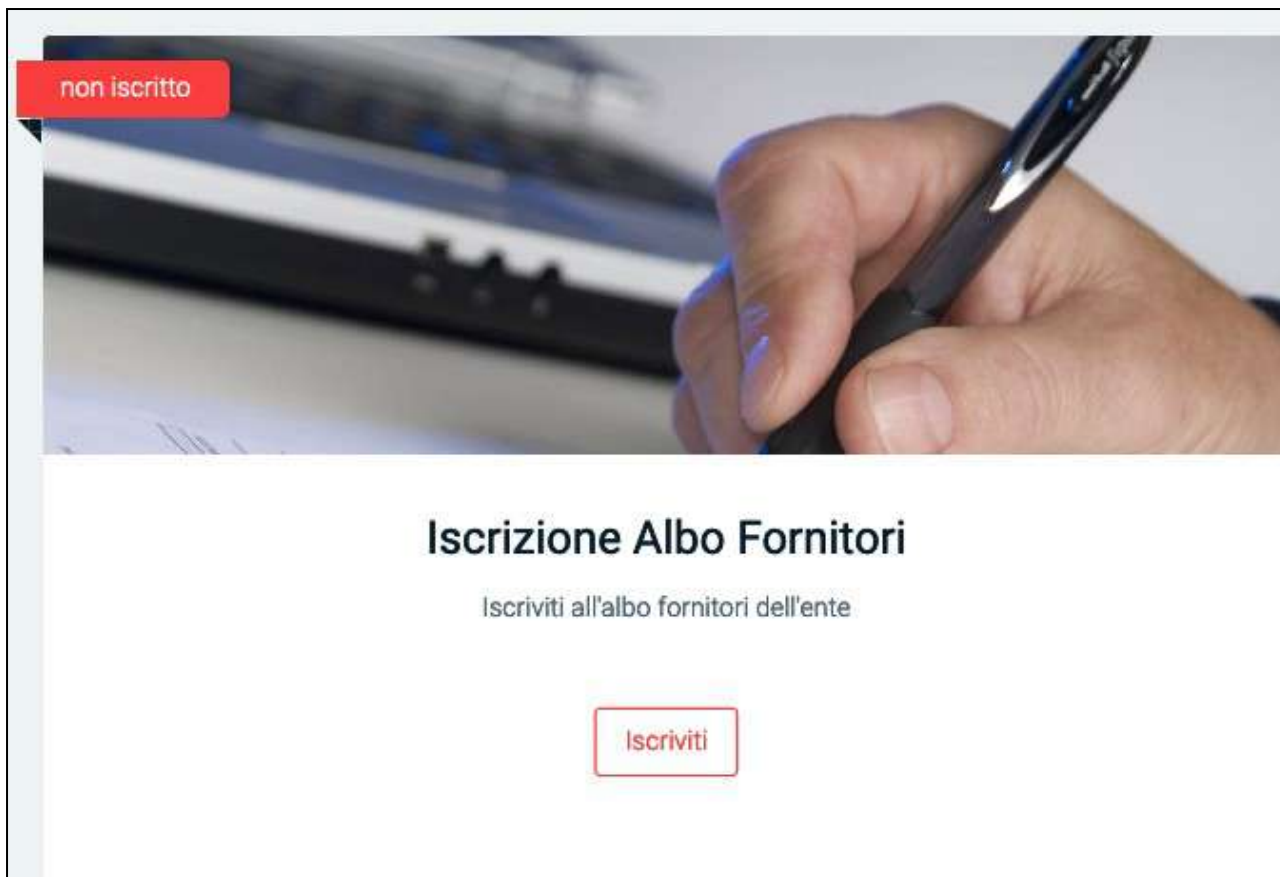 non iscritto
Iscrizione Albo Fornitori
Iscriviti all'albo fornitori dell'ente
Iscriviti